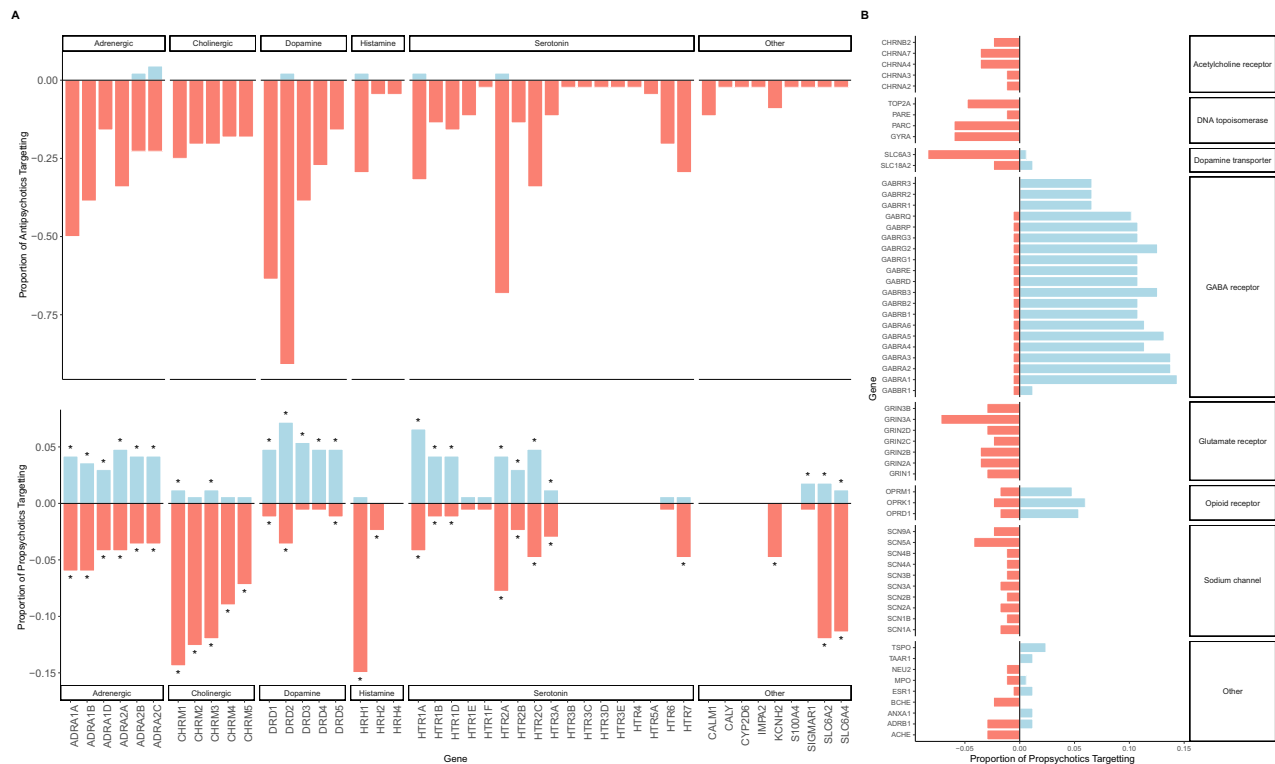 A
Adrenergic
Cholinergic
Dopamine
Histamine
Serotonin
Other
Proportion of Antipsychotics Targetting
0.00
−0.25
−0.50
−0.75
Proportion of Propsychotics Targetting
0.05
0.00
−0.05
−0.10
−0.15
* * * * * * * * * * * * * * * * * * * * * *
* * * * * * * * * * * * * * * * * * * * * * * * *
Adrenergic
Cholinergic
Dopamine
Histamine
Serotonin
Other
ADRA1A
ADRA1B
ADRA1D
ADRA2A
ADRA2B
ADRA2C
CHRM1
CHRM2
CHRM3
CHRM4
CHRM5
DRD1
DRD2
DRD3
DRD4
DRD5
HRH1
HRH2
HRH4
HTR1A
HTR1B
HTR1D
HTR1E
HTR1F
HTR2A
HTR2B
HTR2C
HTR3A
HTR3B
HTR3C
HTR3D
HTR3E
HTR4
HTR5A
HTR6
HTR7
CALM1
CALY
CYP2D6
IMPA2
KCNH2
S100A4
SIGMAR1
SLC6A2
SLC6A4
Gene
B
Gene
CHRNB2
CHRNA7
CHRNA4
CHRNA3
CHRNA2
Acetylcholine receptor
TOP2A
PARE
PARC
GYRA
DNA topoisomerase
SLC6A3
SLC18A2
Dopamine transporter
GABRR3
GABRR2
GABRR1
GABRQ
GABRP
GABRG3
GABRG2
GABRG1
GABRE
GABRD
GABRB3
GABRB2
GABRB1
GABRA6
GABRA5
GABRA4
GABRA3
GABRA2
GABRA1
GABBR1
GABA receptor
GRIN3B
GRIN3A
GRIN2D
GRIN2C
GRIN2B
GRIN2A
GRIN1
Glutamate receptor
OPRM1
OPRK1
OPRD1
Opioid receptor
SCN9A
SCN5A
SCN4B
SCN4A
SCN3B
SCN3A
SCN2B
SCN2A
SCN1B
SCN1A
Sodium channel
TSPO
TAAR1
NEU2
MPO
ESR1
BCHE
ANXA1
ADRB1
ACHE
Other
−0.05
0.00
0.05
0.10
0.15
Proportion of Propsychotics Targetting